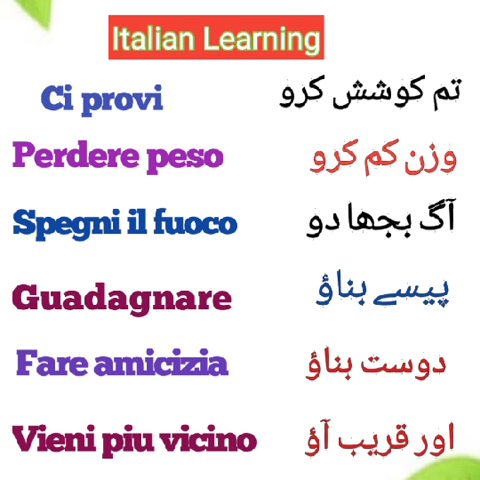 Italian Learning
Ci provi تم کوشش کرو
Perdere peso وزن کم کرو
Spegni il fuoco آگ بجھا دو
Guadagnare پیسے بناؤ
Fare amicizia دوست بناؤ
Vieni piu vicino اور قریب آؤ